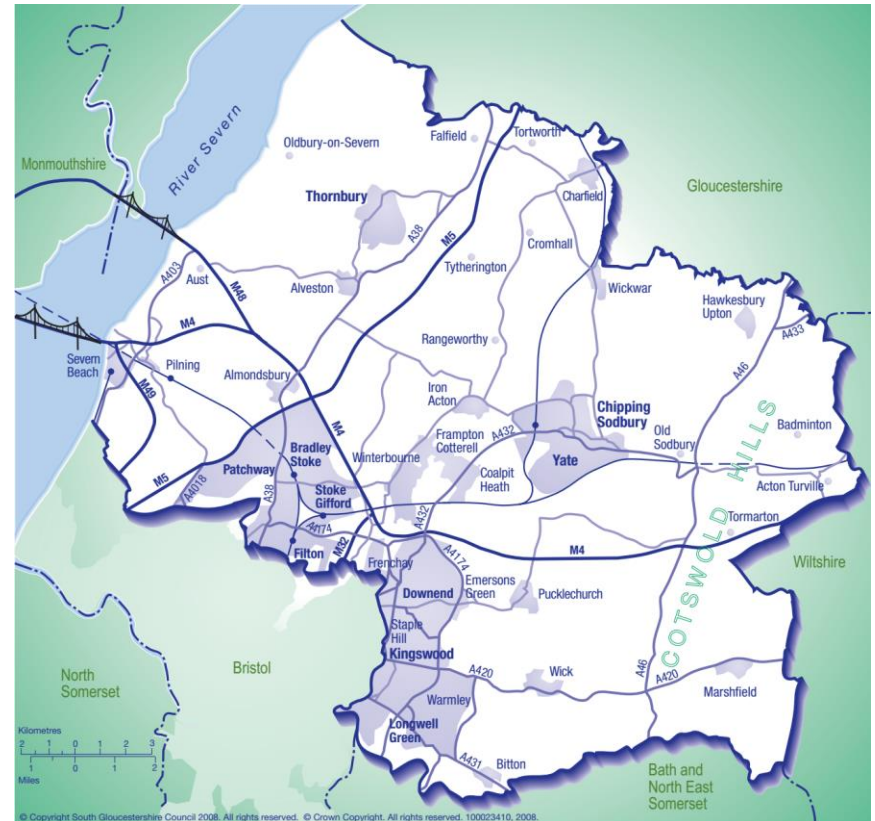 River Severn
Monmouthshire
Oldbury-on-Severn
Falfield
Tortworth
Gloucestershire
Thornbury
Charfield
A38
M5
Cromhall
A403
Aust
M48
Alveston
Tytherington
Wickwar
Hawkesbury
Upton
A433
M4
Severn
Beach
Pilning
M49
Almondsbury
Rangeworthy
A46
Iron
Acton
M4
Chipping
Sodbury
Badminton
Bradley
Stoke
Winterbourne
Frampton
Cotterell
A432
Old
Sodbury
COTSWOLD HILLS
M5
Patchway
A4018
A38
Stoke
Gifford
Coalpit
Heath
Yate
Acton Turville
A4174
A432
Tormarton
Filton
M32
Frenchay
A4174
M4
Wiltshire
Downend
Emersons
Green
Pucklechurch
Staple
Hill
Kingswood
North
Somerset
Bristol
A420
Wick
A46
A420
Marshfield
Warmley
Longwell
Green
A431
Bitton
Bath and
North East
Somerset
Kilometres
2 1 0 1 2 3
1 0 1 2
Miles
© Copyright South Gloucestershire Council 2008. All rights reserved. © Crown Copyright. All rights reserved. 100023410, 2008.